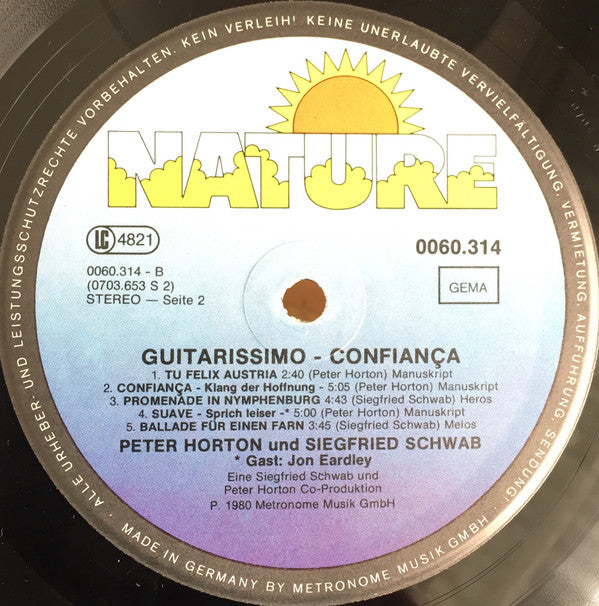 ALLE URHEBER- UND LEISTUNGSSCHUTZRECHTE VORBEHALTEN. KEIN VERLEIH! KEINE UNERLAUBTE VERVIELFÄLTIGUNG, VERMIETUNG, AUFFÜHRUNG, SENDUNG!
NATURE
LC 4821
0060.314
0060.314 - B
(0703.653 S 2)
STEREO — Seite 2
GEMA
GUITARISSIMO - CONFIANÇA
1. TU FELIX AUSTRIA 2:40 (Peter Horton) Manuskript
2. CONFIANÇA - Klang der Hoffnung - 5:05 (Peter Horton) Manuskript
3. PROMENADE IN NYMPHENBURG 4:43 (Siegfried Schwab) Heros
4. SUAVE - Sprich leiser -* 5:00 (Peter Horton) Manuskript
5. BALLADE FÜR EINEN FARN 3:45 (Siegfried Schwab) Melos
PETER HORTON und SIEGFRIED SCHWAB
* Gast: Jon Eardley
Eine Siegfried Schwab und
Peter Horton Co-Produktion
P. 1980 Metronome Musik GmbH
MADE IN GERMANY BY METRONOME MUSIK GMBH